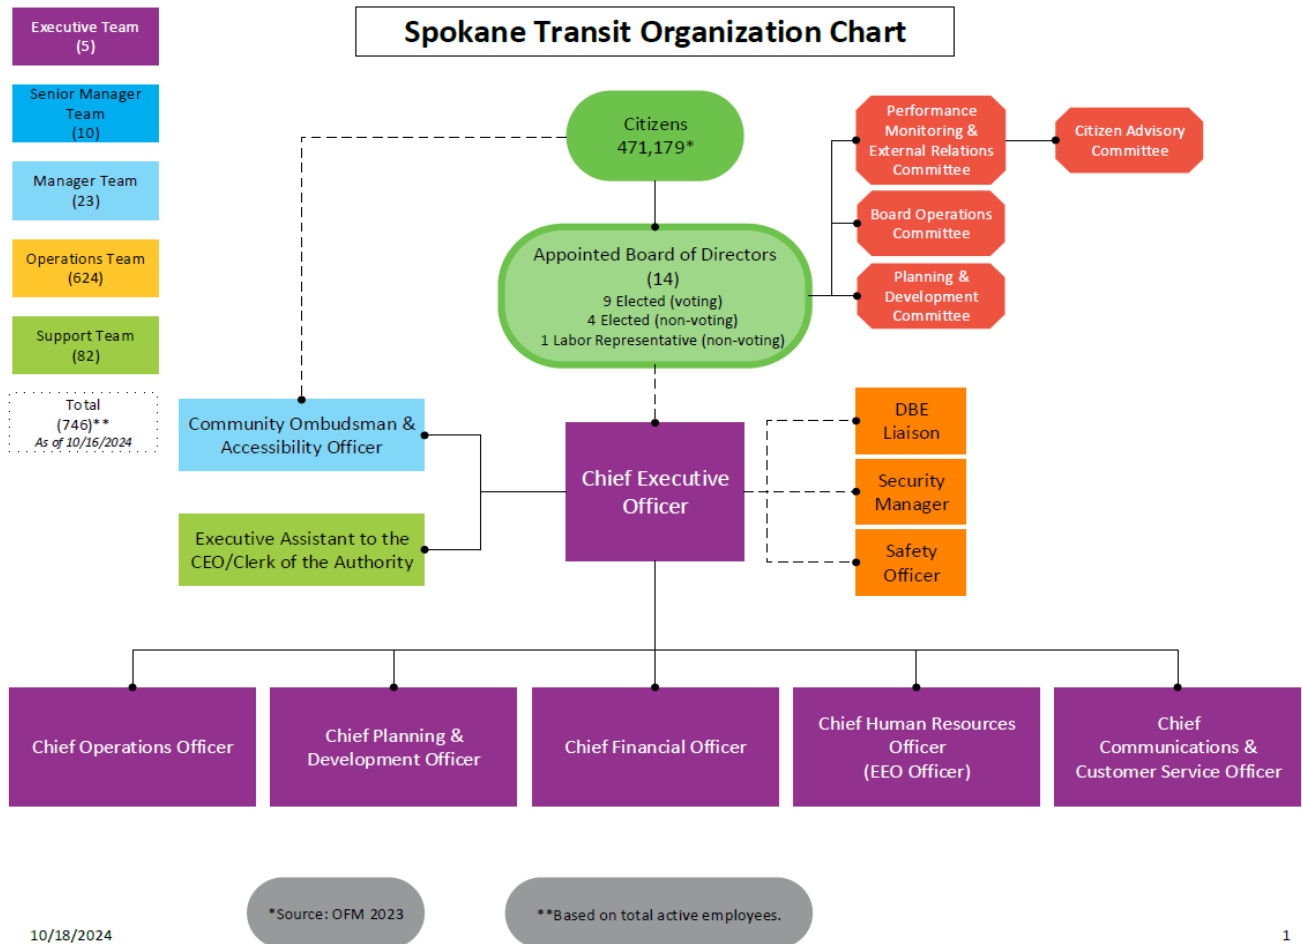 Spokane Transit Organization Chart
Executive Team
(5)
Senior Manager
Team
(10)
Manager Team
(23)
Operations Team
(624)
Support Team
(82)
Total
(746)**
As of 10/16/2024
Citizens
471,179*
Appointed Board of Directors
(14)
9 Elected (voting)
4 Elected (non-voting)
1 Labor Representative (non-voting)
Performance
Monitoring &
External Relations
Committee
Citizen Advisory
Committee
Board Operations
Committee
Planning &
Development
Committee
Community Ombudsman &
Accessibility Officer
Executive Assistant to the
CEO/Clerk of the Authority
Chief Executive
Officer
DBE
Liaison
Security
Manager
Safety
Officer
Chief Operations Officer
Chief Planning &
Development Officer
Chief Financial Officer
Chief Human Resources
Officer
(EEO Officer)
Chief
Communications &
Customer Service Officer
*Source: OFM 2023
**Based on total active employees.
10/18/2024
1